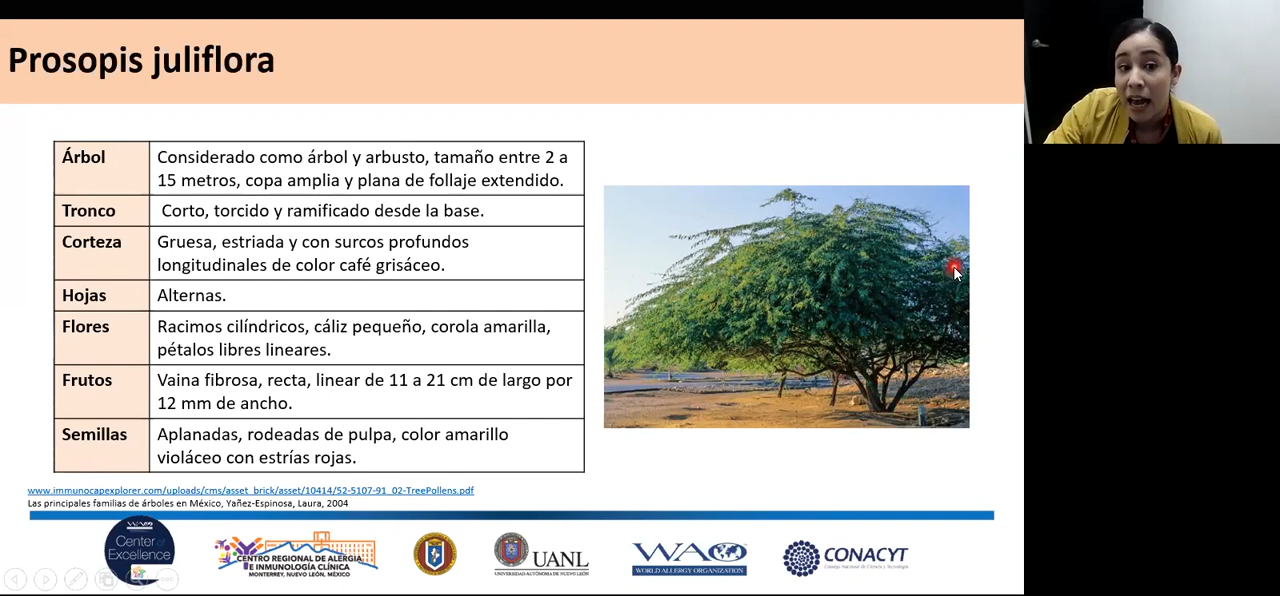 Prosopis juliflora
Árbol
Considerado como árbol y arbusto, tamaño entre 2 a
15 metros, copa amplia y plana de follaje extendido.
Tronco
Corto, torcido y ramificado desde la base.
Corteza
Gruesa, estriada y con surcos profundos
longitudinales de color café grisáceo.
Hojas
Alternas.
Flores
Racimos cilíndricos, cáliz pequeño, corola amarilla,
pétalos libres lineares.
Frutos
Vaina fibrosa, recta, linear de 11 a 21 cm de largo por
12 mm de ancho.
Semillas
Aplanadas, rodeadas de pulpa, color amarillo
violáceo con estrías rojas.
www.immunocapexplorer.com/uploads/cms/asset_brick/asset/10414/52-5107-91_02-TreePollens.pdf
Las principales familias de árboles en México, Yañez-Espinosa, Laura, 2004
WAO
Center of
Excellence
CENTRO REGIONAL DE ALERGIA
E INMUNOLOGÍA CLÍNICA
MONTERREY, NUEVO LEÓN, MÉXICO
UANL
UNIVERSIDAD AUTÓNOMA DE NUEVO LEÓN
WAO
WORLD ALLERGY ORGANIZATION
CONACYT
Consejo Nacional de Ciencia y Tecnología